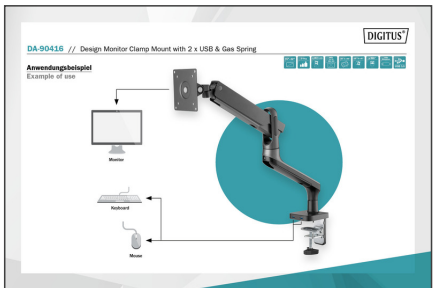 DIGITUS®
DA-90416 // Design Monitor Clamp Mount with 2 x USB & Gas Spring
Anwendungsbeispiel
Example of use
Monitor
Keyboard
Mouse